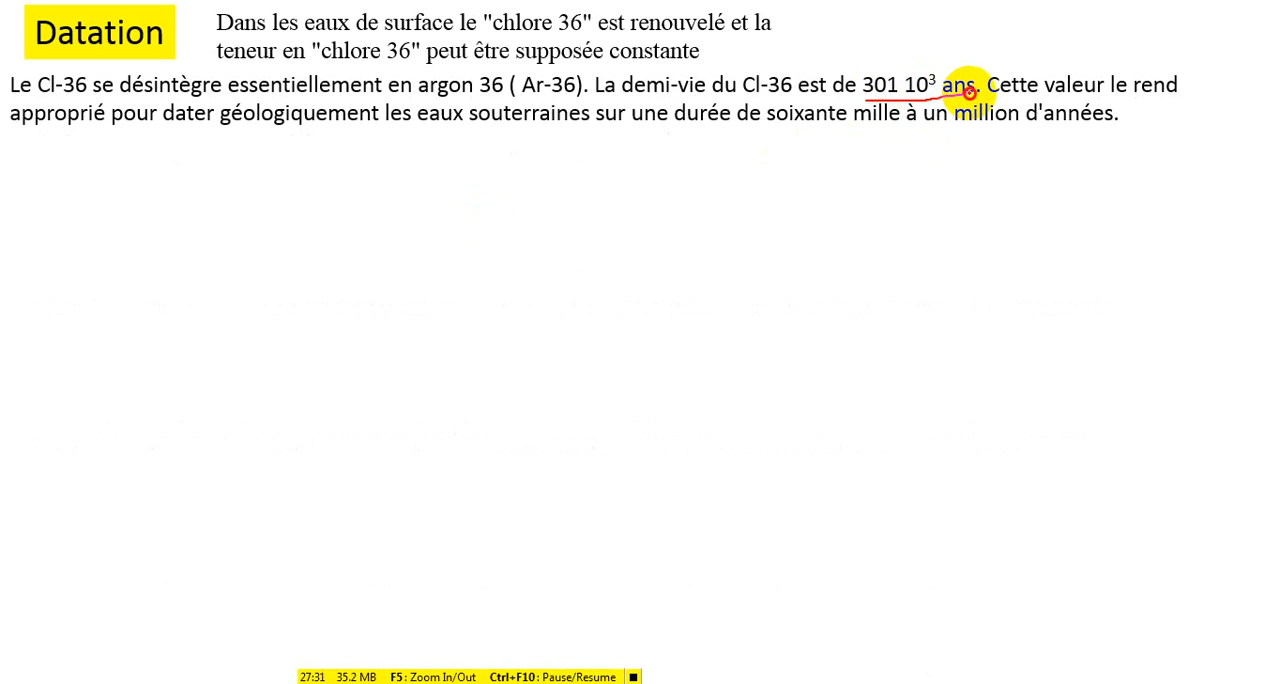 Datation
Dans les eaux de surface le "chlore 36" est renouvelé et la
teneur en "chlore 36" peut être supposée constante
Le Cl-36 se désintègre essentiellement en argon 36 ( Ar-36). La demi-vie du Cl-36 est de 301 10³ ans. Cette valeur le rend
approprié pour dater géologiquement les eaux souterraines sur une durée de soixante mille à un million d'années.
27:31 35.2 MB F5: Zoom In/Out Ctrl+F10: Pause/Resume